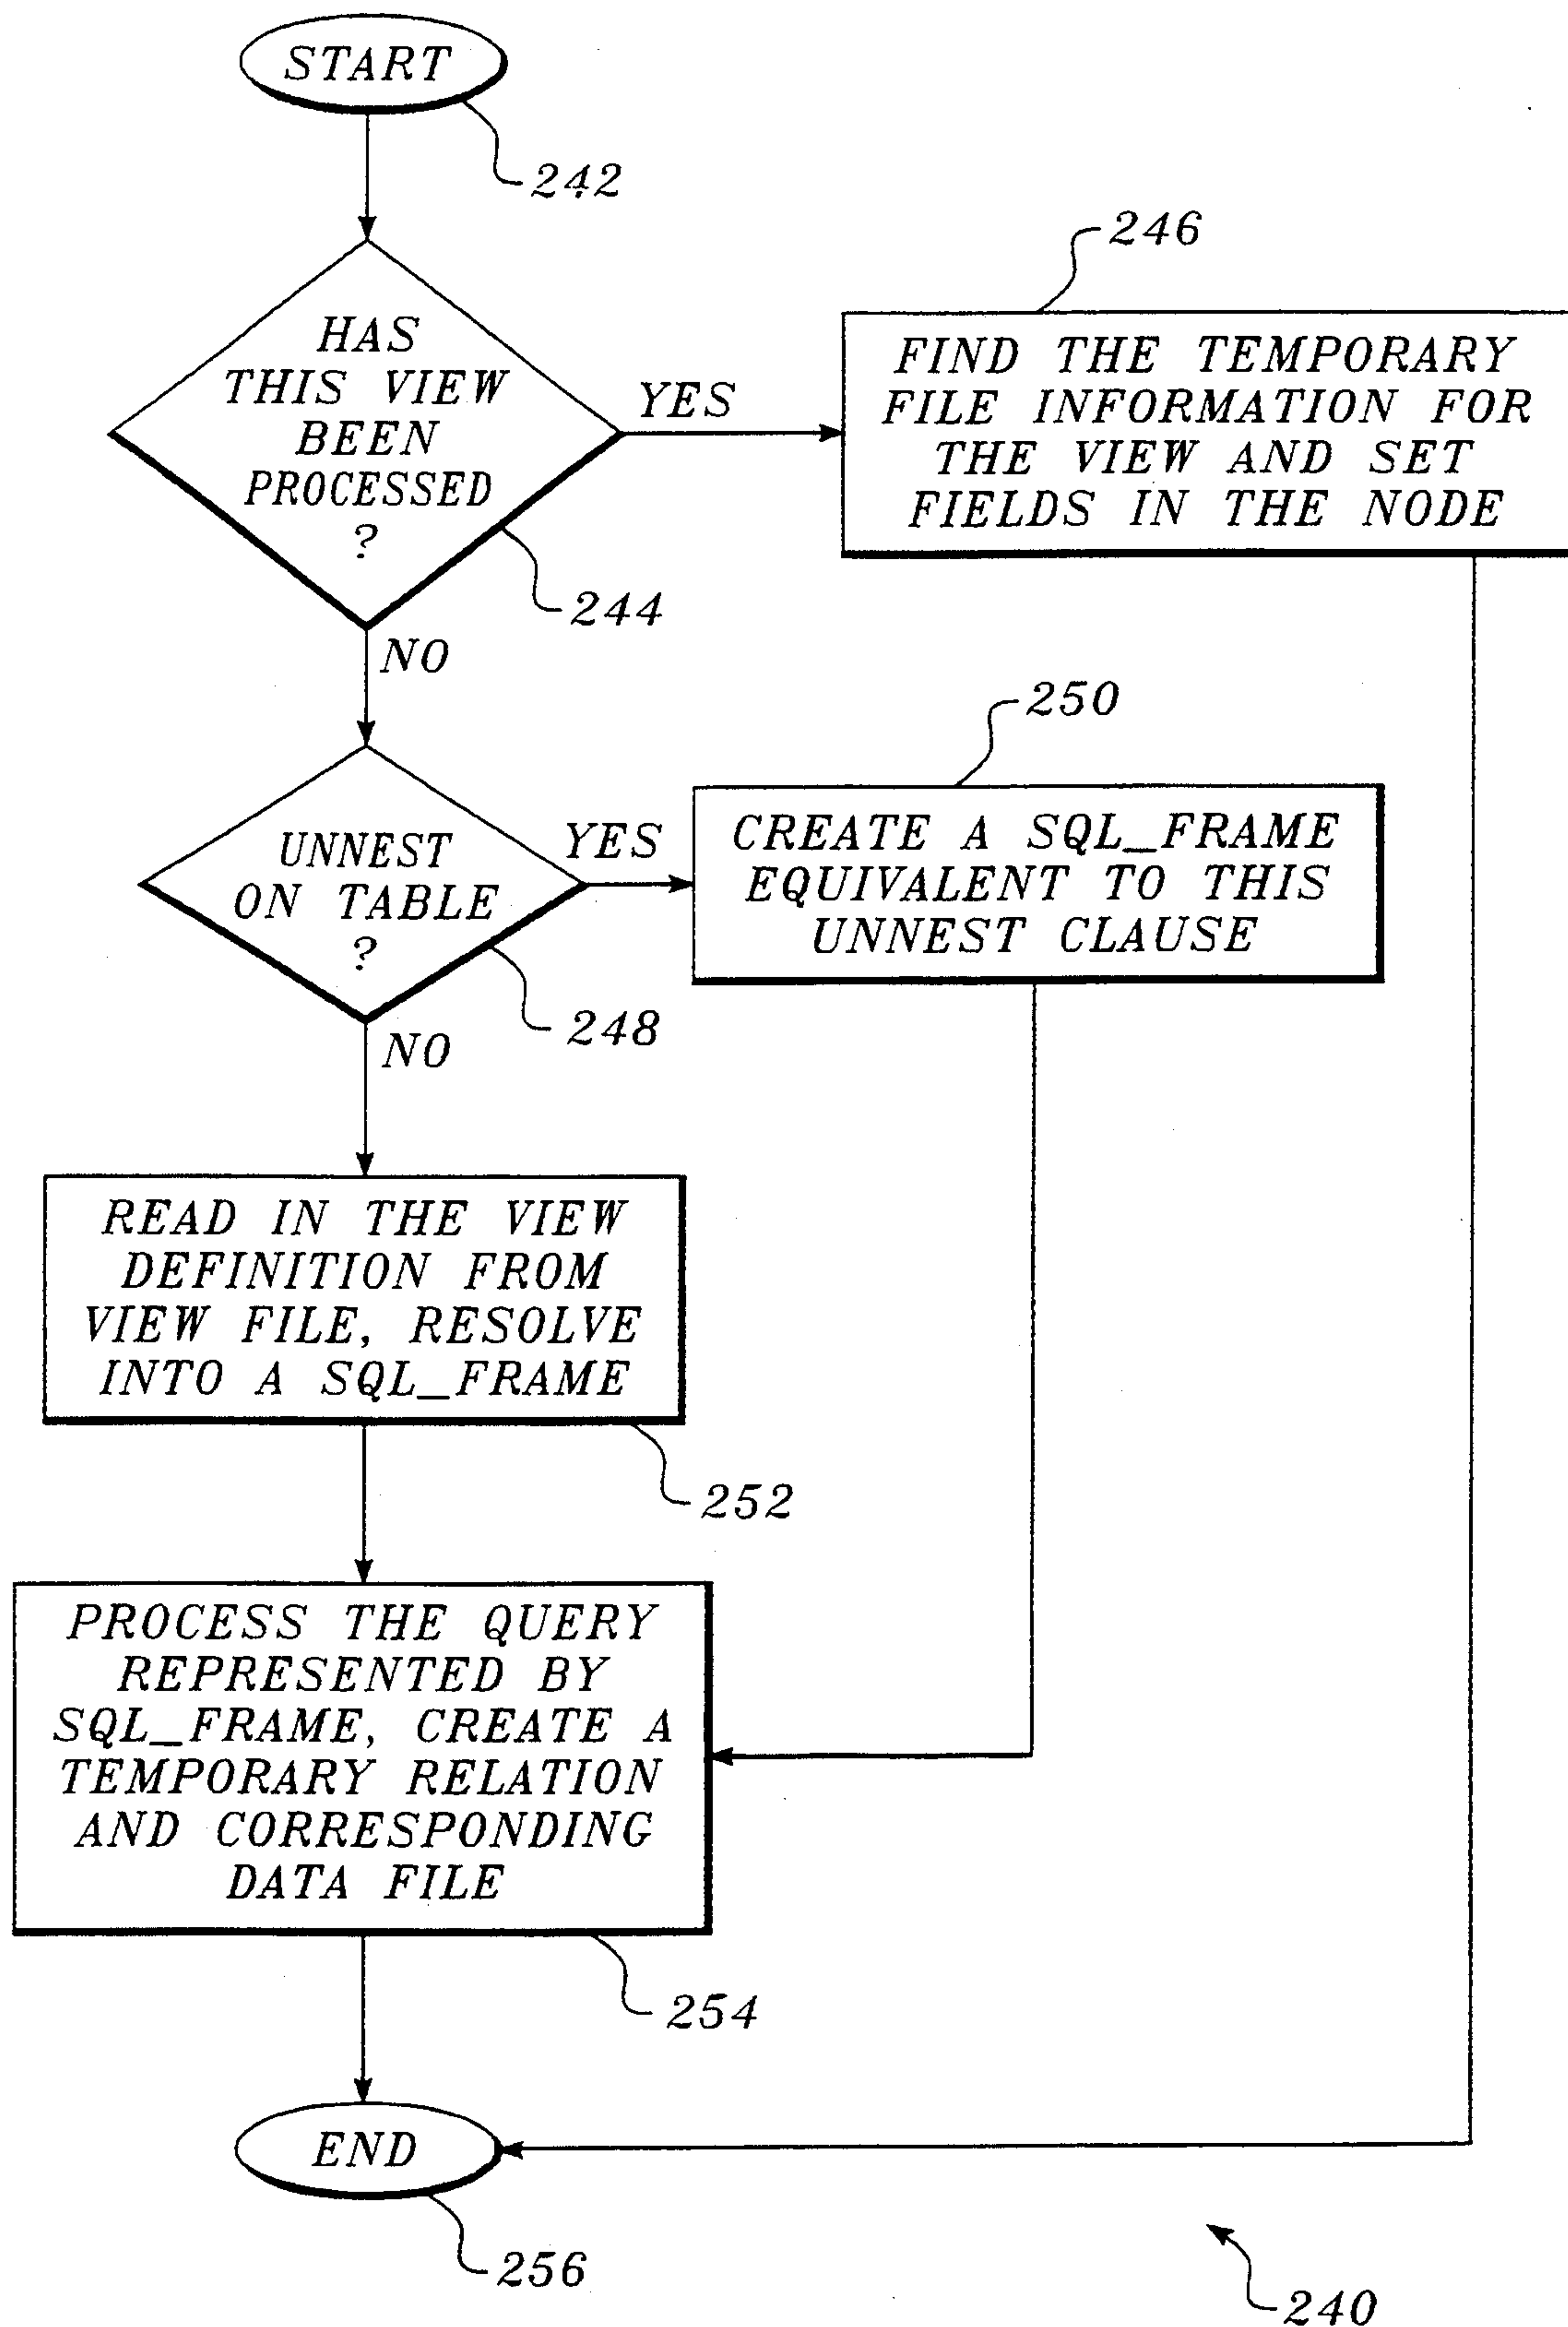 START
242
246
HAS
THIS VIEW
BEEN
PROCESSED
?
YES
FIND THE TEMPORARY
FILE INFORMATION FOR
THE VIEW AND SET
FIELDS IN THE NODE
244
NO
250
UNNEST
ON TABLE
?
YES
CREATE A SQL_FRAME
EQUIVALENT TO THIS
UNNEST CLAUSE
248
NO
READ IN THE VIEW
DEFINITION FROM
VIEW FILE, RESOLVE
INTO A SQL_FRAME
252
PROCESS THE QUERY
REPRESENTED BY
SQL_FRAME, CREATE A
TEMPORARY RELATION
AND CORRESPONDING
DATA FILE
254
END
256
240